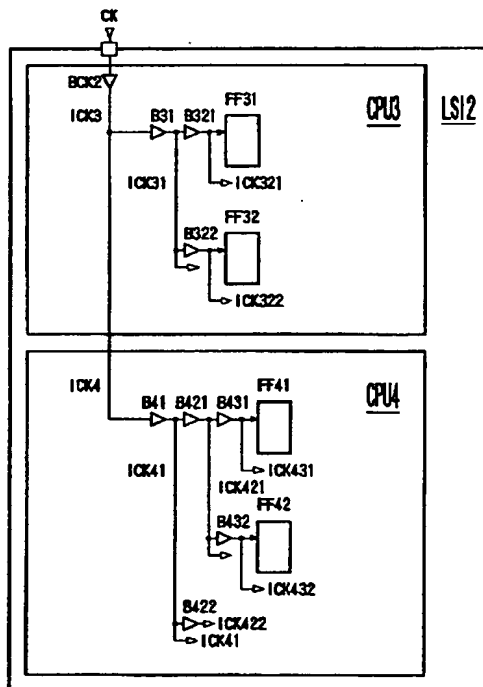 CK
BCK2
CPU3
LSI2
ICK3
B31 B321
FF31
ICK31
ICK321
FF32
B322
ICK322
ICK4
CPU4
B41 B421 B431
FF41
ICK41
ICK421
ICK431
FF42
B432
ICK432
B422
ICK422
ICK41